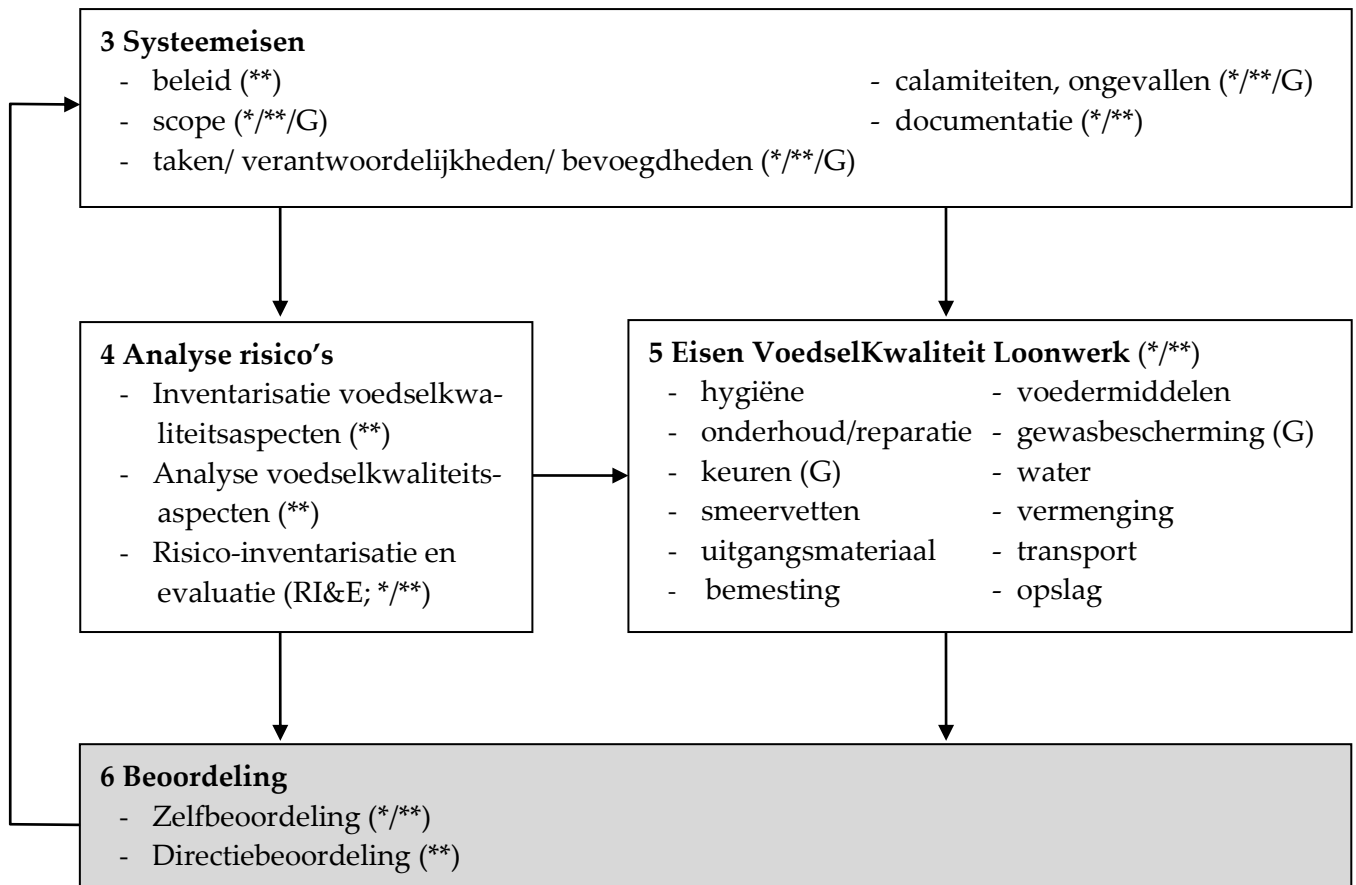 3 Systeemeisen
- beleid (**)
- scope (*/**/G)
- taken/ verantwoordelijkheden/ bevoegdheden (*/**/G)
- calamiteiten, ongevallen (*/**/G)
- documentatie (*/**)
4 Analyse risico’s
- Inventarisatie voedselkwa-
liteitsaspecten (**)
- Analyse voedselkwaliteits-
aspecten (**)
- Risico-inventarisatie en
evaluatie (RI&E; */**)
5 Eisen VoedselKwaliteit Loonwerk (*/**)
- hygiëne
- onderhoud/reparatie
- keuren (G)
- smeervetten
- uitgangsmateriaal
- bemesting
- voedermiddelen
- gewasbescherming (G)
- water
- vermenging
- transport
- opslag
6 Beoordeling
- Zelfbeoordeling (*/**)
- Directiebeoordeling (**)